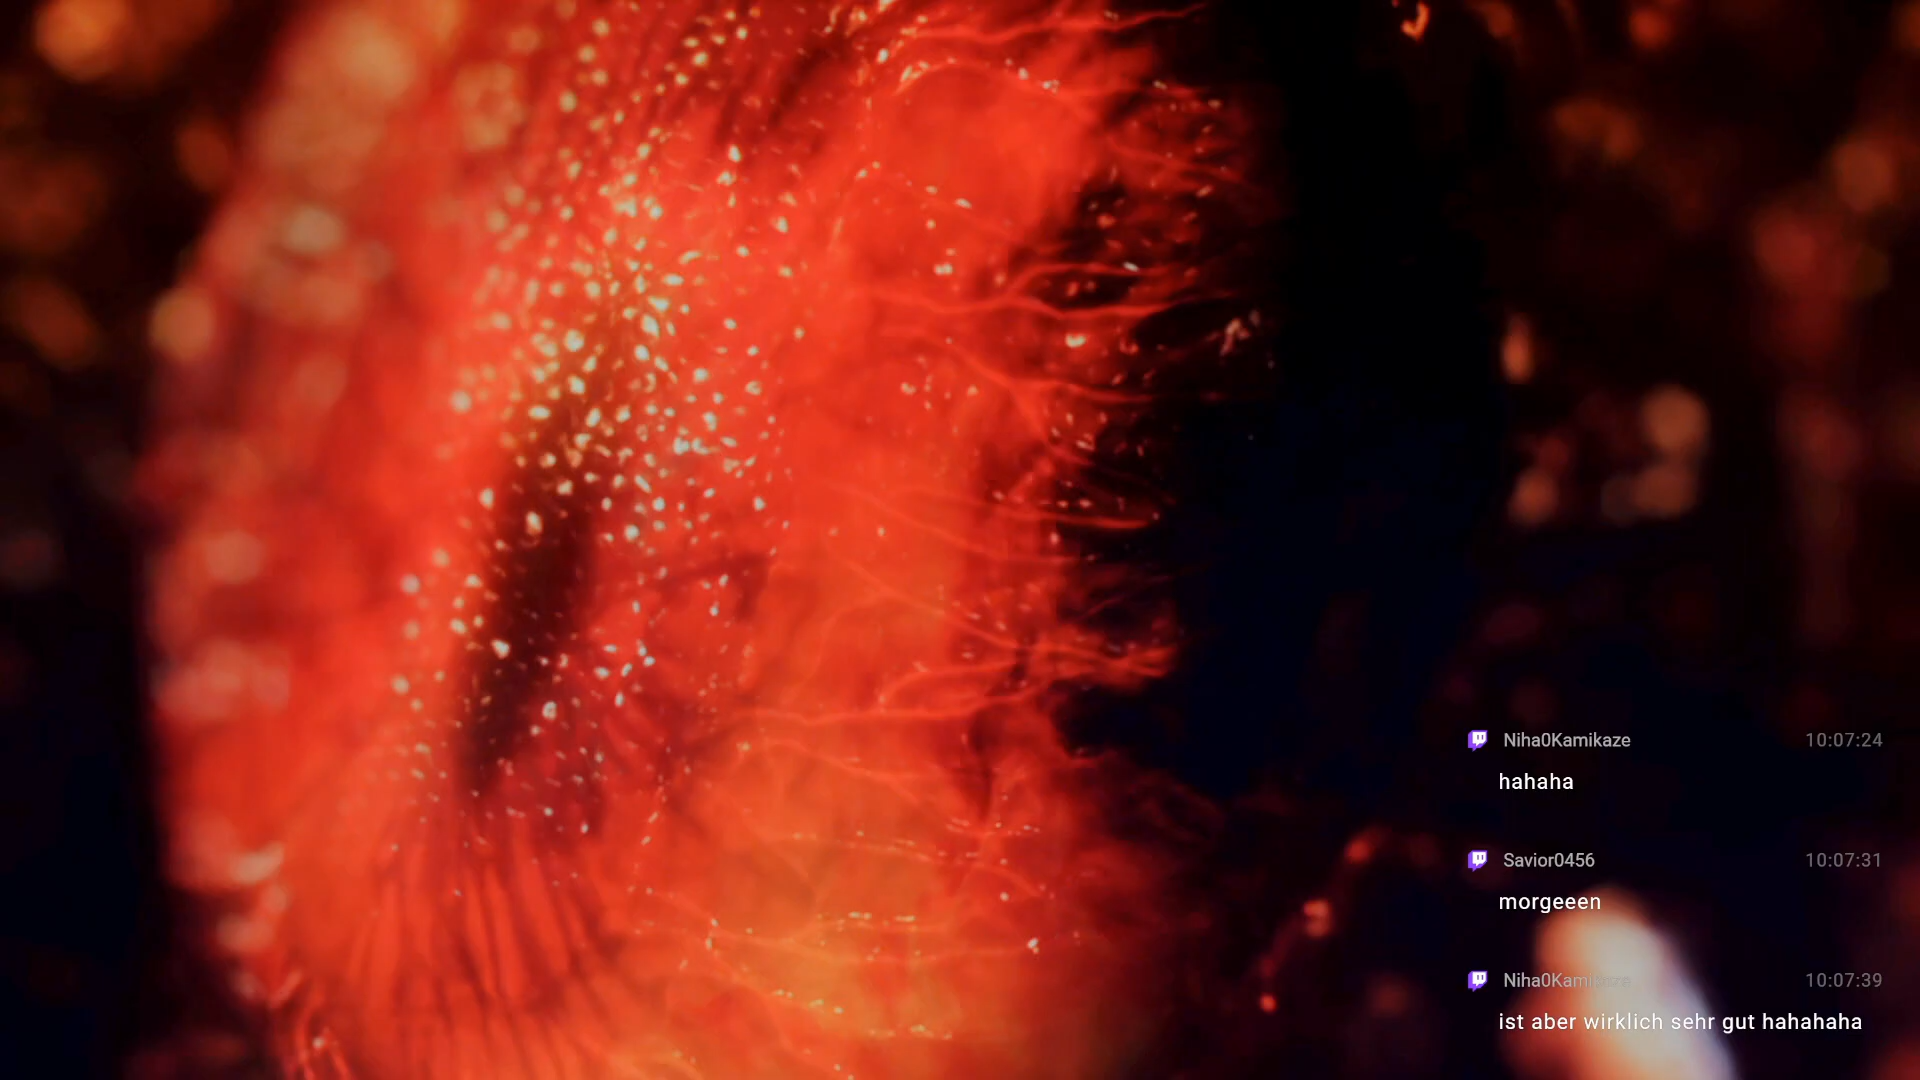 Niha0Kamikaze 10:07:24
hahaha
Savior0456 10:07:31
morgeeen
Niha0Kamikaze 10:07:39
ist aber wirklich sehr gut hahahaha